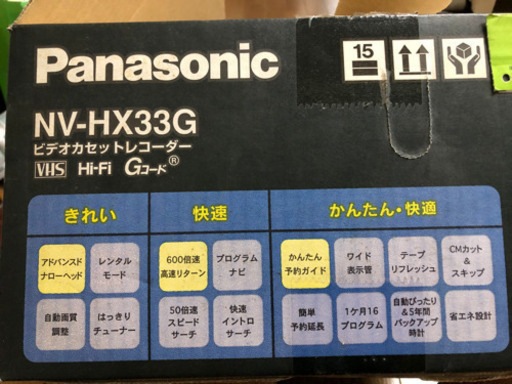 Panasonic
15
NV-HX33G
ビデオカセットレコーダー
VHS Hi-Fi Gコード®
きれい
快速
かんたん・快適
アドバンスド
ナローヘッド
レンタル
モード
600倍速
高速リターン
プログラム
ナビ
かんたん
予約ガイド
ワイド
表示管
テープ
リフレッシュ
CMカット
&スキップ
自動画質
調整
はっきり
チューナー
50倍速
スピード
サーチ
快速
イントロ
サーチ
簡単
予約延長
1ケ月16
プログラム
自動ぴったり
&5年間
バックアップ
時計
省エネ設計